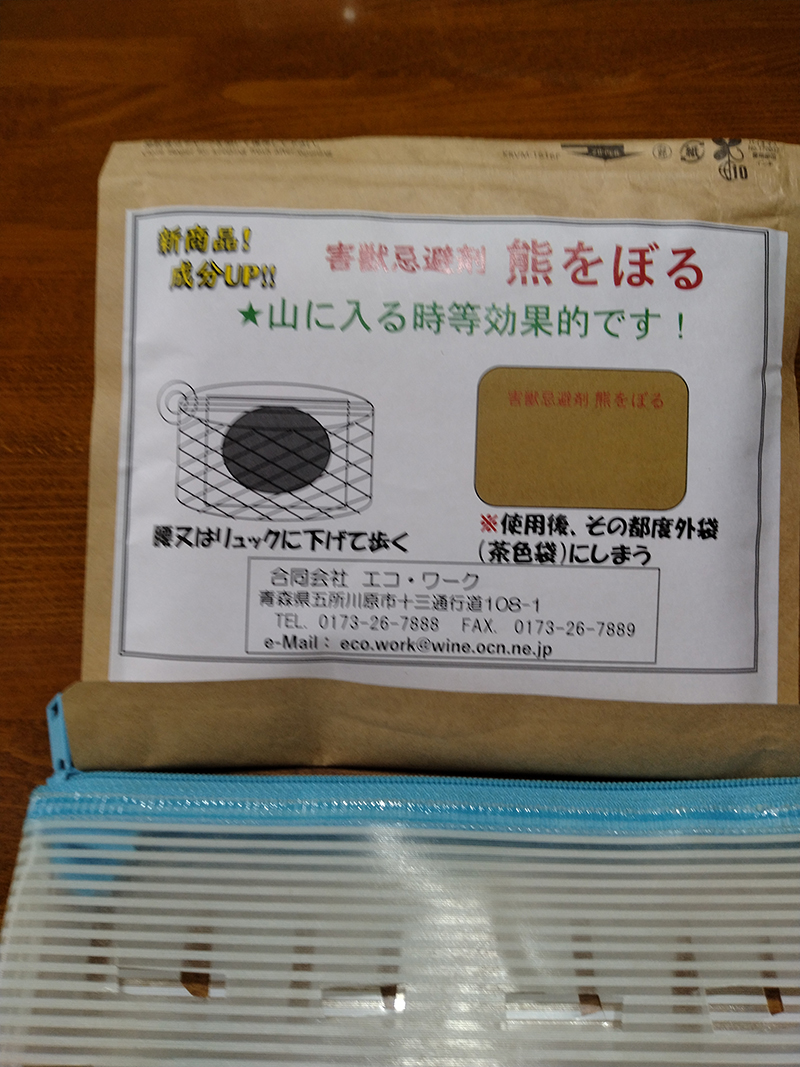 新商品!
成分UP!!
害獣忌避剤 熊をぼる
★山に入る時等効果的です!
害獣忌避剤 熊をぼる
腰又はリュックに下げて歩く
※使用後、その都度外袋
(茶色袋)にしまう
合同会社 エコ・ワーク
青森県五所川原市十三通行道108-1
TEL. 0173-26-7888 FAX. 0173-26-7889
e-Mail: eco.work@wine.ocn.ne.jp